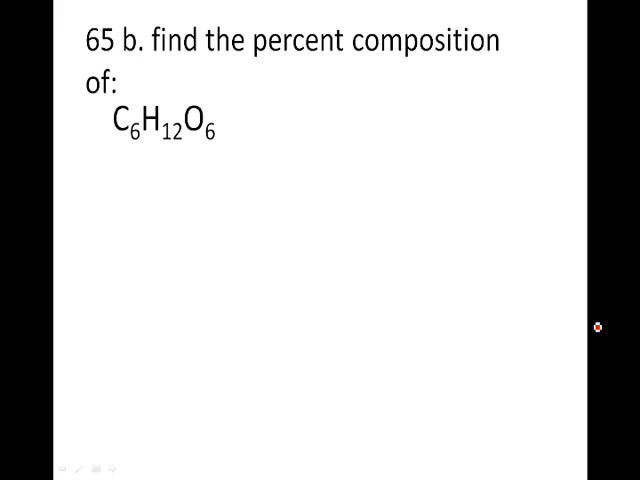 65 b. find the percent composition
of:
C₆H₁₂O₆